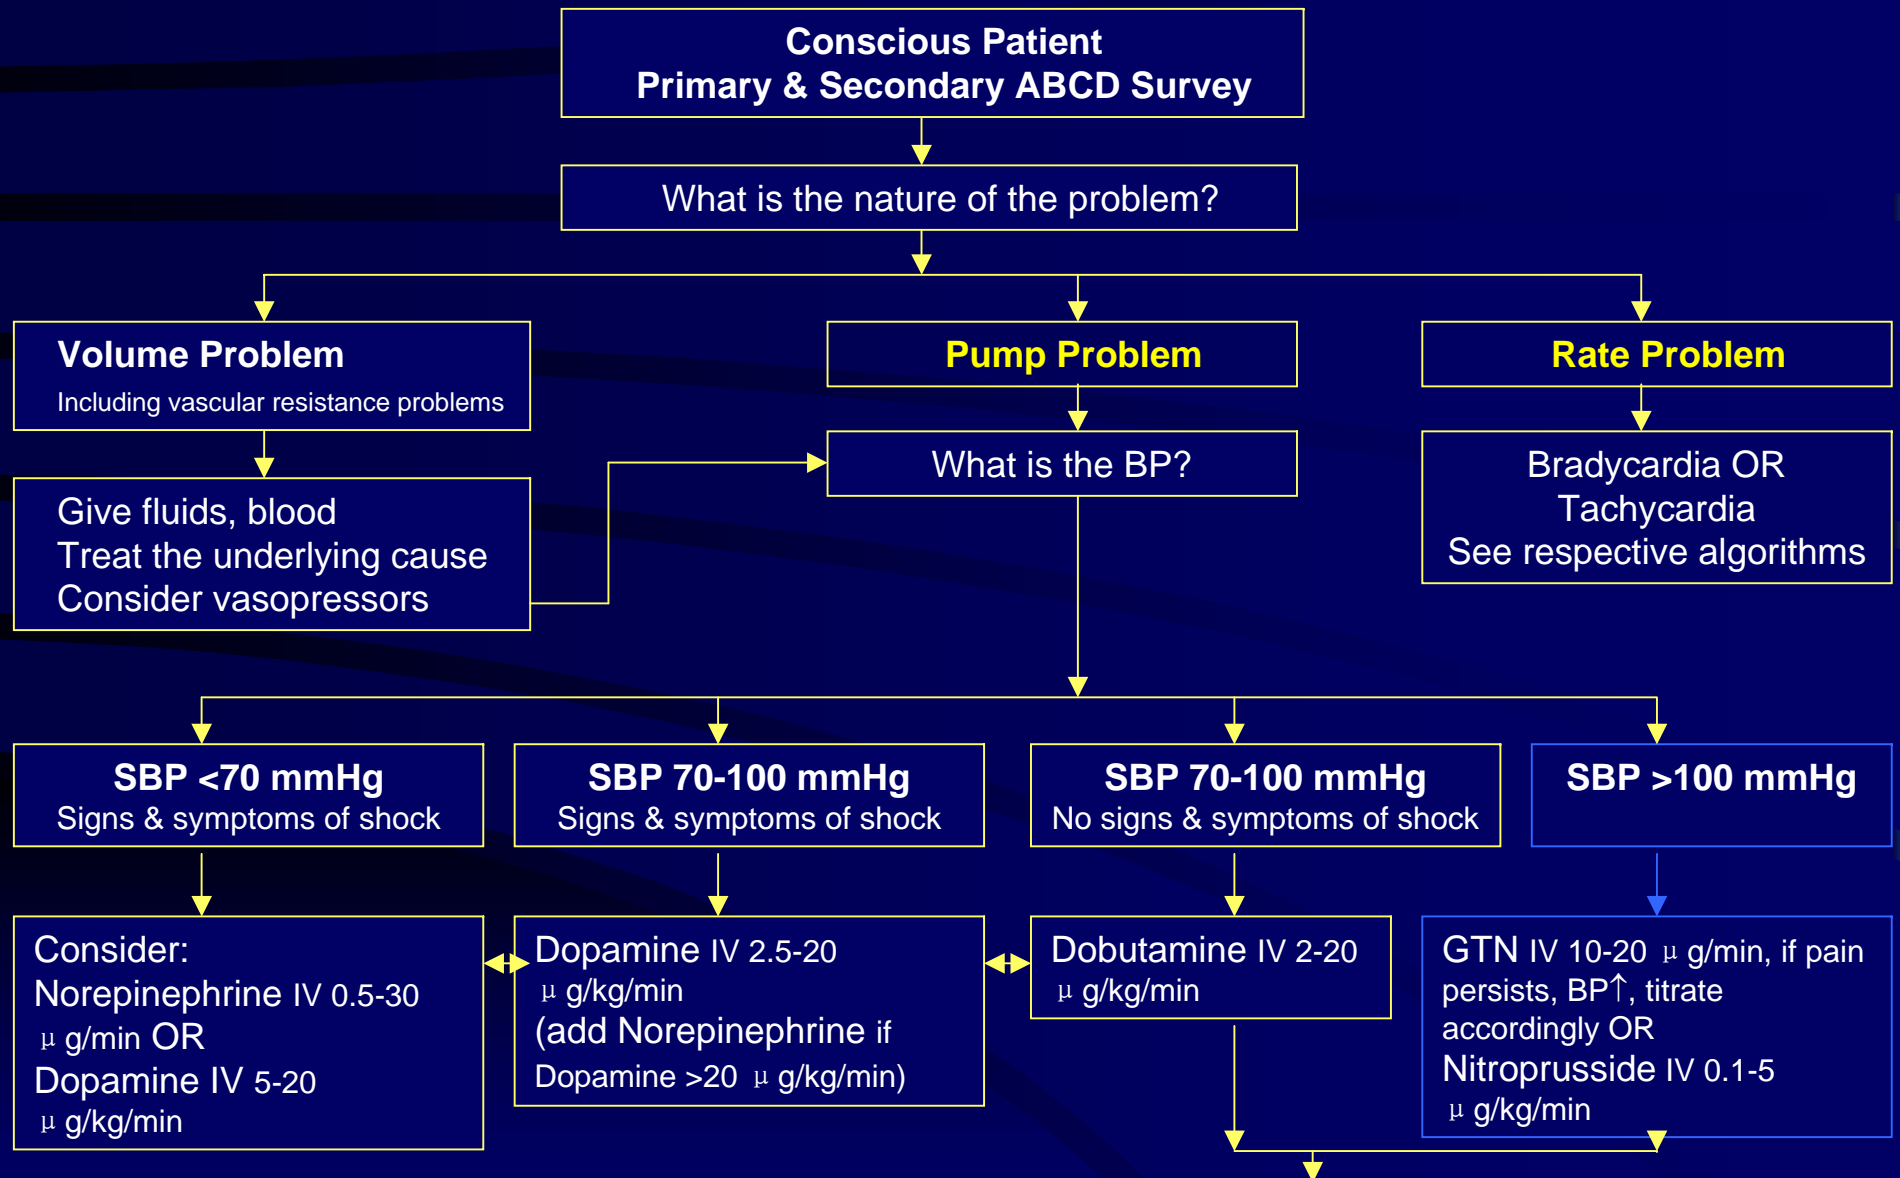 Conscious Patient
Primary & Secondary ABCD Survey
What is the nature of the problem?
Volume Problem
Including vascular resistance problems
Pump Problem
Rate Problem
Give fluids, blood
Treat the underlying cause
Consider vasopressors
What is the BP?
Bradycardia OR
Tachycardia
See respective algorithms
SBP <70 mmHg
Signs & symptoms of shock
SBP 70-100 mmHg
Signs & symptoms of shock
SBP 70-100 mmHg
No signs & symptoms of shock
SBP >100 mmHg
Consider:
Norepinephrine IV 0.5-30
μ g/min OR
Dopamine IV 5-20
μ g/kg/min
Dopamine IV 2.5-20
μ g/kg/min
(add Norepinephrine if
Dopamine >20 μ g/kg/min)
Dobutamine IV 2-20
μ g/kg/min
GTN IV 10-20 μ g/min, if pain
persists, BP↑, titrate
accordingly OR
Nitroprusside IV 0.1-5
μ g/kg/min